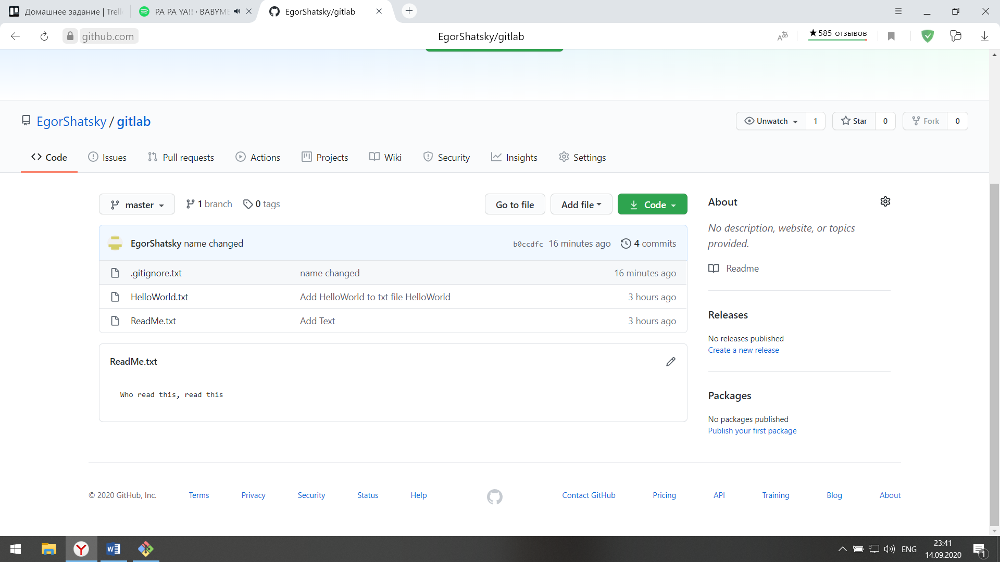 Домашнее задание | Trell
PA PA YA!! · BABYME
EgorShatsky/gitlab
github.com
EgorShatsky/gitlab
★ 585 отзывов
EgorShatsky / gitlab
Unwatch 1
Star 0
Fork 0
Code
Issues
Pull requests
Actions
Projects
Wiki
Security
Insights
Settings
master
1 branch
0 tags
Go to file
Add file
Code
EgorShatsky name changed b0ccdfc 16 minutes ago 4 commits
.gitignore.txt name changed 16 minutes ago
HelloWorld.txt Add HelloWorld to txt file HelloWorld 3 hours ago
ReadMe.txt Add Text 3 hours ago
ReadMe.txt
Who read this, read this
About
No description, website, or topics
provided.
Readme
Releases
No releases published
Create a new release
Packages
No packages published
Publish your first package
© 2020 GitHub, Inc. Terms Privacy Security Status Help Contact GitHub Pricing API Training Blog About
ENG
23:41
14.09.2020
1